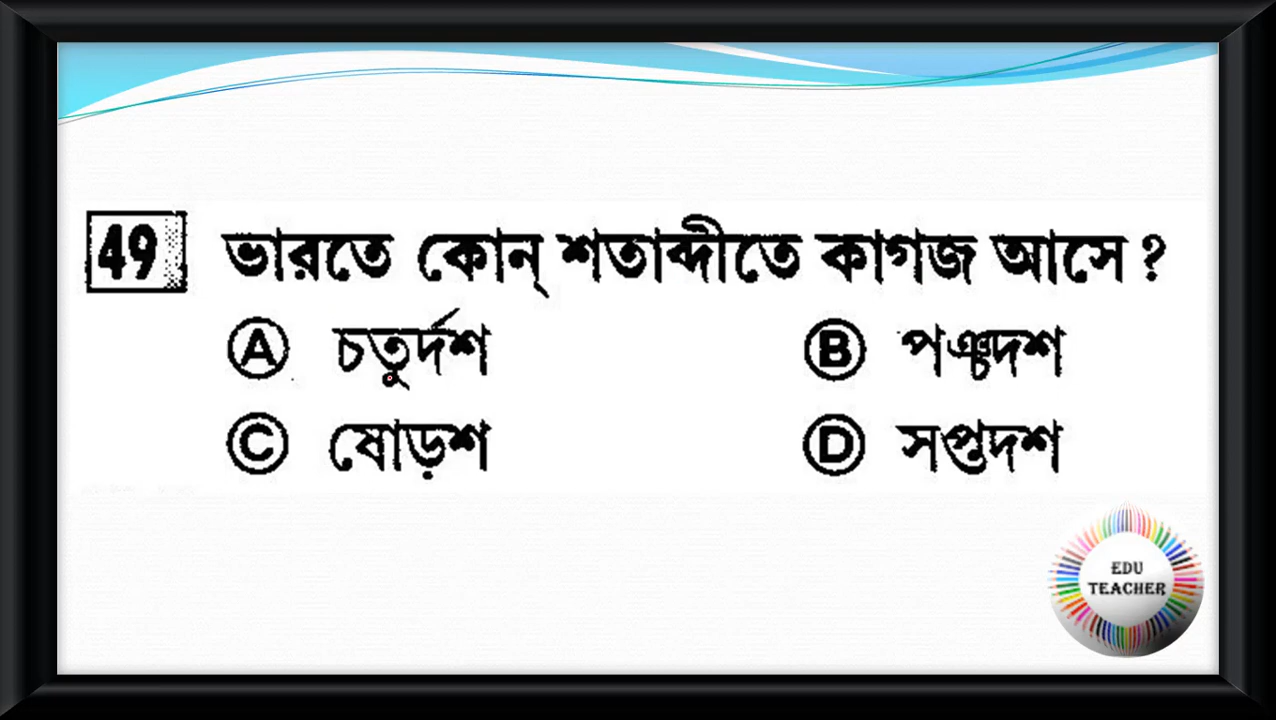 49 ভারতে কোন্ শতাব্দীতে কাগজ আসে ?
Ⓐ চতুর্দশ Ⓑ পঞ্চদশ
Ⓒ ষোড়শ Ⓓ সপ্তদশ
EDU
TEACHER